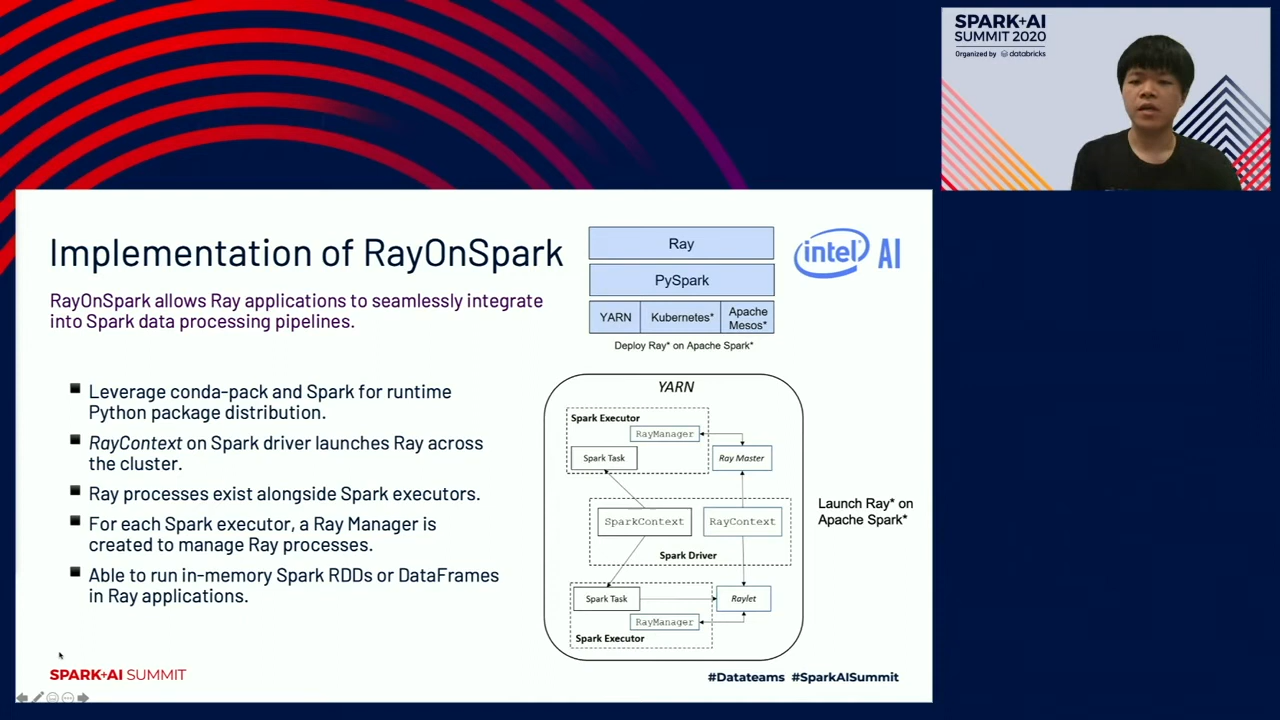 SPARK+AI
SUMMIT 2020
Organized by databricks
Implementation of RayOnSpark
RayOnSpark allows Ray applications to seamlessly integrate
into Spark data processing pipelines.
Leverage conda-pack and Spark for runtime
Python package distribution.
RayContext on Spark driver launches Ray across
the cluster.
Ray processes exist alongside Spark executors.
For each Spark executor, a Ray Manager is
created to manage Ray processes.
Able to run in-memory Spark RDDs or DataFrames
in Ray applications.
Ray
PySpark
YARN
Kubernetes*
Apache
Mesos*
Deploy Ray* on Apache Spark*
intel AI
YARN
Spark Executor
RayManager
Spark Task
Ray Master
SparkContext
RayContext
Spark Driver
Spark Task
Raylet
RayManager
Spark Executor
Launch Ray* on
Apache Spark*
SPARK+AI SUMMIT
#Datateams #SparkAISummit